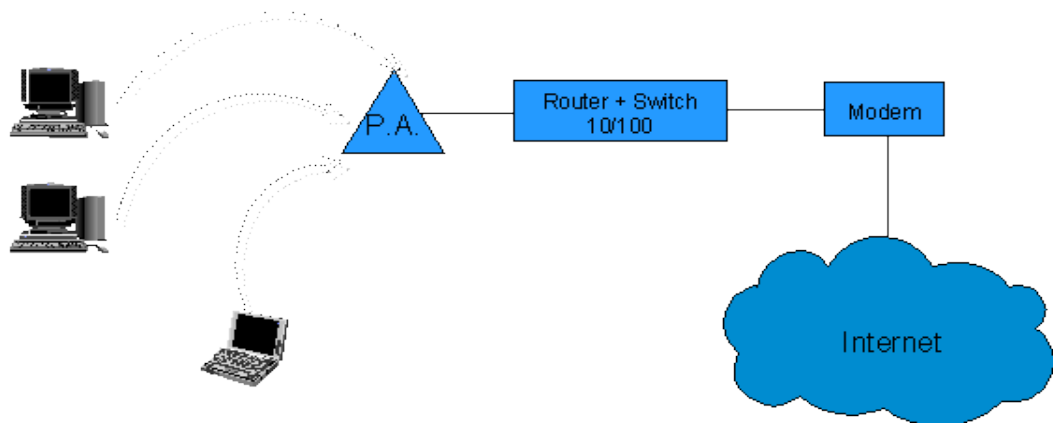 P.A.
Router + Switch
10/100
Modem
Internet